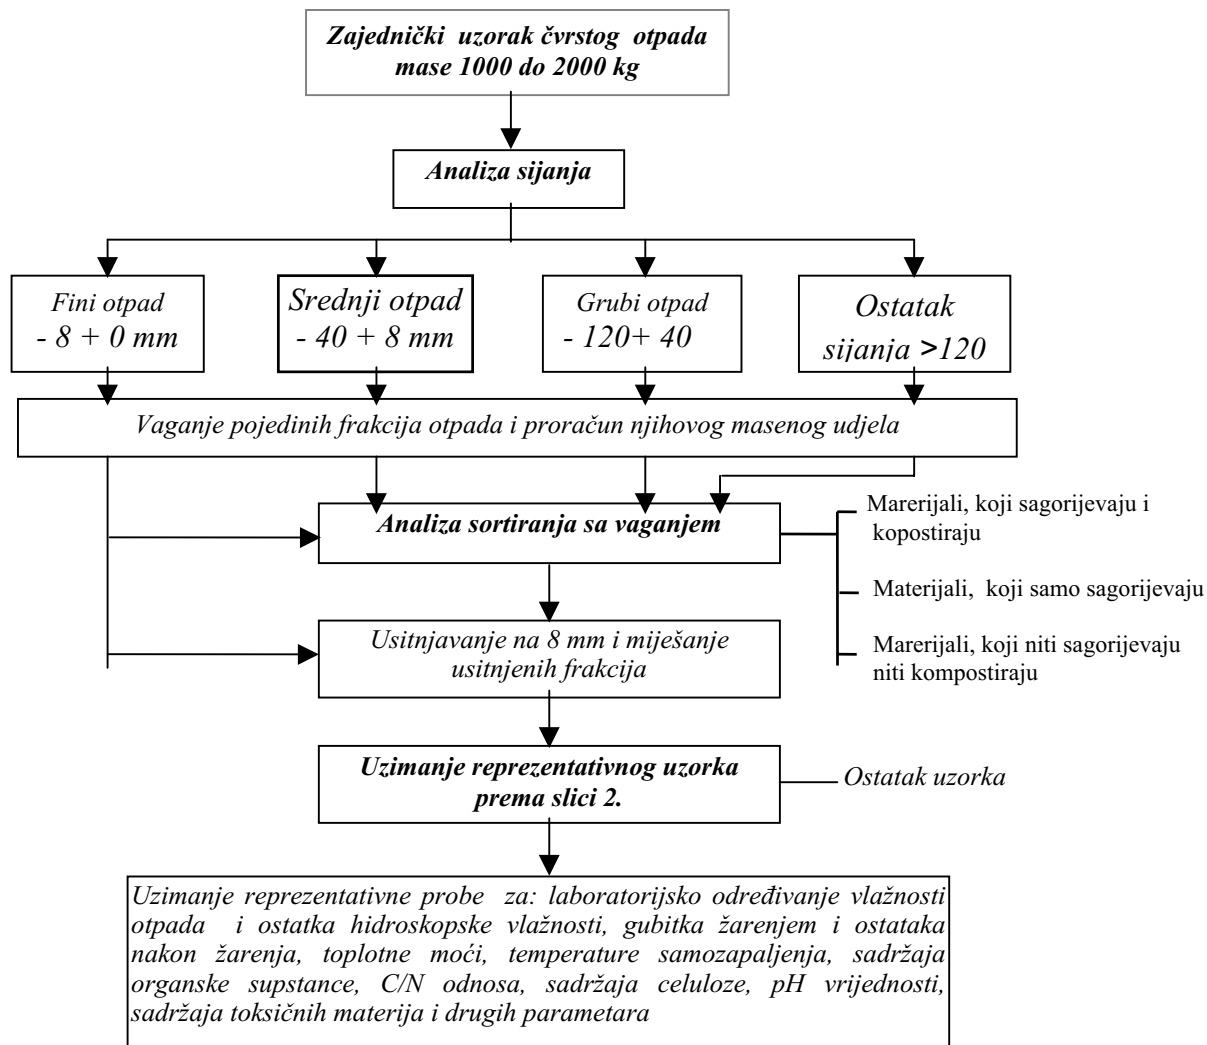 Zajednički uzorak čvrstog otpada
mase 1000 do 2000 kg
Analiza sijanja
Fini otpad
- 8 + 0 mm
Srednji otpad
- 40 + 8 mm
Grubi otpad
- 120+ 40
Ostatak
sijanja >120
Vaganje pojedinih frakcija otpada i proračun njihovog masenog udjela
Analiza sortiranja sa vaganjem
Marerijali, koji sagorijevaju i
kopostiraju
Materijali, koji samo sagorijevaju
Marerijali, koji niti sagorijevaju
niti kompostiraju
Usitnjavanje na 8 mm i miješanje
usitnjenih frakcija
Uzimanje reprezentativnog uzorka
prema slici 2.
Ostatak uzorka
Uzimanje reprezentativne probe za: laboratorijsko određivanje vlažnosti
otpada i ostatka hidroskopske vlažnosti, gubitka žarenjem i ostataka
nakon žarenja, toplotne moći, temperature samozapaljenja, sadržaja
organske supstance, C/N odnosa, sadržaja celuloze, pH vrijednosti,
sadržaja toksičnih materija i drugih parametara